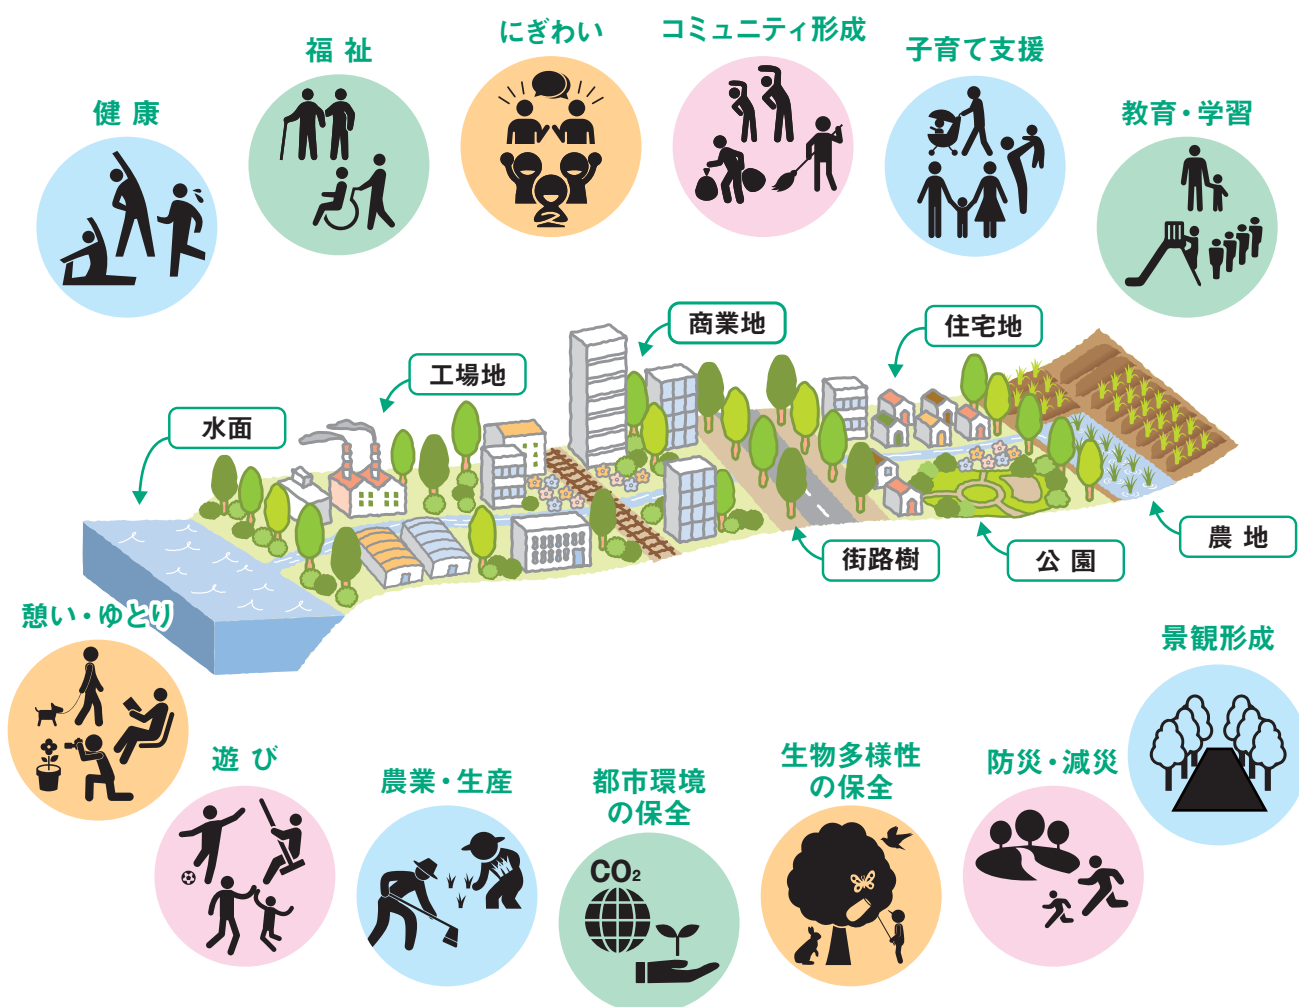 健康
福祉
にぎわい
コミュニティ形成
子育て支援
教育・学習
水面
工場地
商業地
住宅地
街路樹
公園
農地
憩い・ゆとり
遊び
農業・生産
都市環境
の保全
CO₂
生物多様性
の保全
防災・減災
景観形成